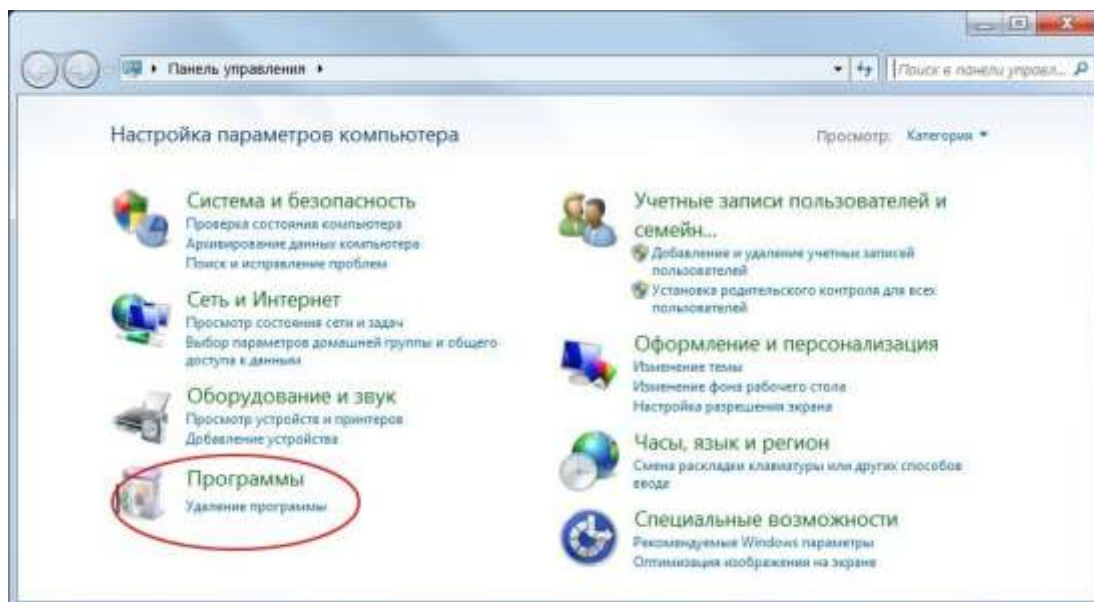 Панель управления
Поиск в панели управл...
Настройка параметров компьютера
Просмотр: Категория
Система и безопасность
Проверка состояния компьютера
Архивирование данных компьютера
Поиск и исправление проблем
Сеть и Интернет
Просмотр состояния сети и задач
Выбор параметров домашней группы и общего
доступа к данным
Оборудование и звук
Просмотр устройств и принтеров
Добавление устройства
Программы
Удаление программы
Учетные записи пользователей и
семейн...
Добавление и удаление учетных записей
пользователей
Установка родительского контроля для всех
пользователей
Оформление и персонализация
Изменение темы
Изменение фона рабочего стола
Настройка разрешения экрана
Часы, язык и регион
Смена раскладки клавиатуры или других способов
ввода
Специальные возможности
Рекомендуемые Windows параметры
Оптимизация изображения на экране